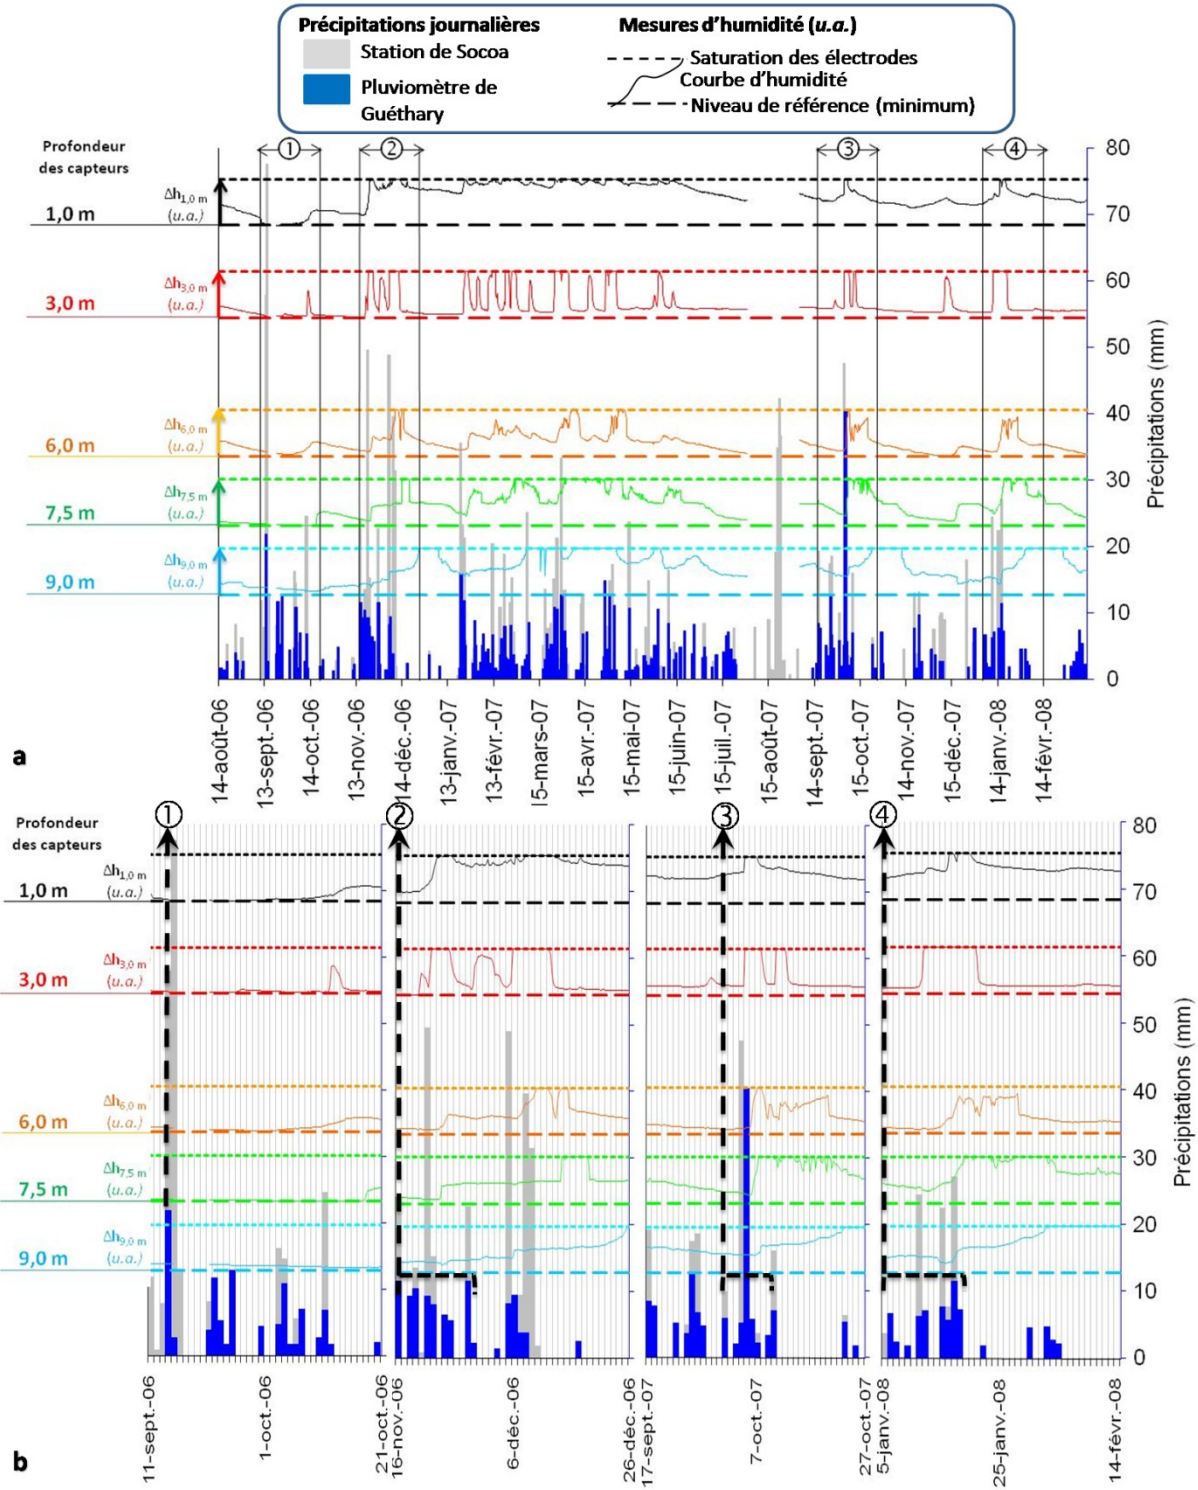 Précipitations journalières
Station de Socoa
Pluviomètre de
Guéthary
Mesures d'humidité (u.a.)
Saturation des électrodes
Courbe d'humidité
Niveau de référence (minimum)
Profondeur
des capteurs
1 2 3 4
1,0 m
Δh1,0 m
(u.a.)
3,0 m
Δh3,0 m
(u.a.)
6,0 m
Δh6,0 m
(u.a.)
7,5 m
Δh7,5 m
(u.a.)
9,0 m
Δh9,0 m
(u.a.)
80
70
60
50
40
30
20
10
0
Précipitations (mm)
14-août-06
13-sept.-06
14-oct.-06
13-nov.-06
14-déc.-06
13-janv.-07
13-févr.-07
15-mars-07
15-avr.-07
15-mai-07
15-juin-07
15-juil.-07
15-août-07
14-sept.-07
15-oct.-07
14-nov.-07
15-déc.-07
14-janv.-08
14-févr.-08
a
1 2 3 4
Profondeur
des capteurs
1,0 m
Δh1,0 m
(u.a.)
3,0 m
Δh3,0 m
(u.a.)
6,0 m
Δh6,0 m
(u.a.)
7,5 m
Δh7,5 m
(u.a.)
9,0 m
Δh9,0 m
(u.a.)
80
70
60
50
40
30
20
10
0
Précipitations (mm)
11-sept.-06
1-oct.-06
21-oct.-06
16-nov.-06
6-déc.-06
26-déc.-06
17-sept.-07
7-oct.-07
27-oct.-07
5-janv.-08
25-janv.-08
14-févr.-08
b